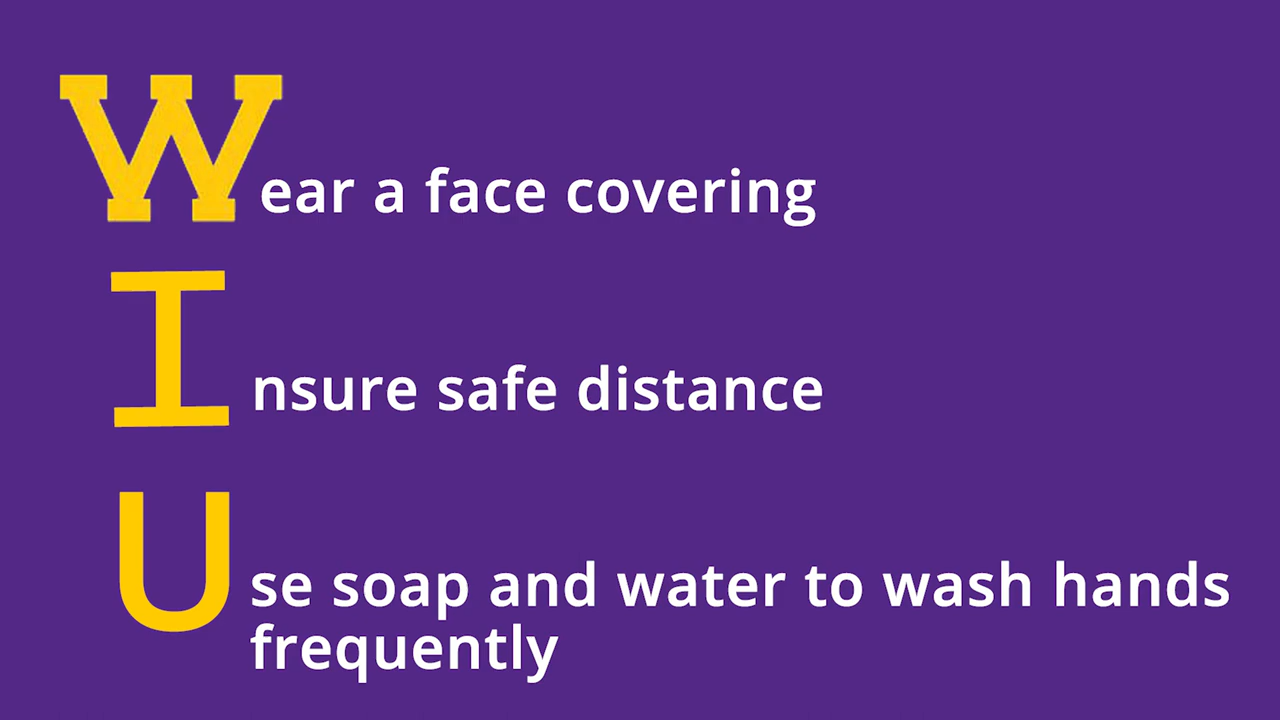 Wear a face covering
Insure safe distance
Use soap and water to wash hands
frequently